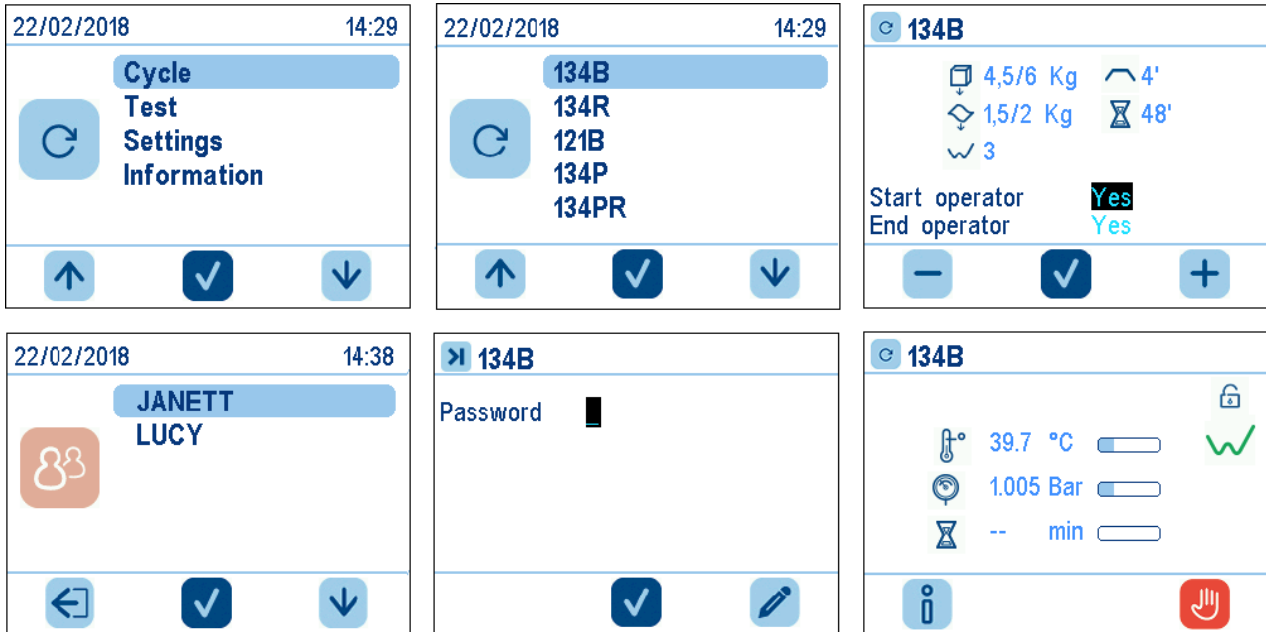 22/02/2018 14:29
Cycle
Test
Settings
Information
22/02/2018 14:29
134B
134R
121B
134P
134PR
134B
4,5/6 Kg 4'
1,5/2 Kg 48'
3
Start operator Yes
End operator Yes
22/02/2018 14:38
JANETT
LUCY
134B
Password _
134B
39.7 °C
1.005 Bar
-- min